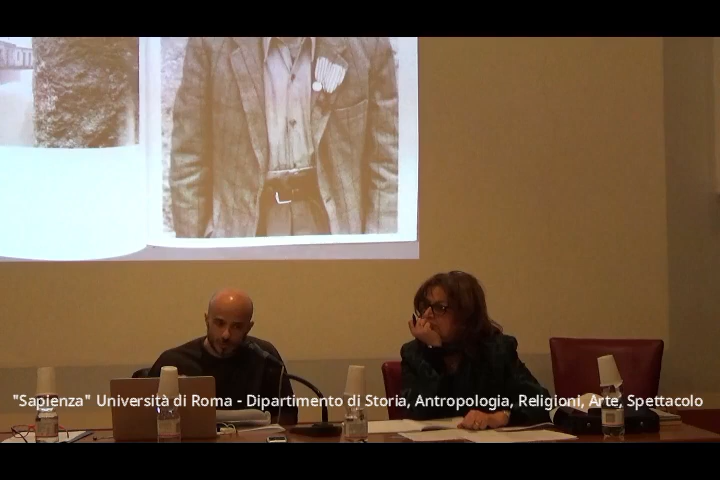 "Sapienza" Università di Roma - Dipartimento di Storia, Antropologia, Religioni, Arte, Spettacolo